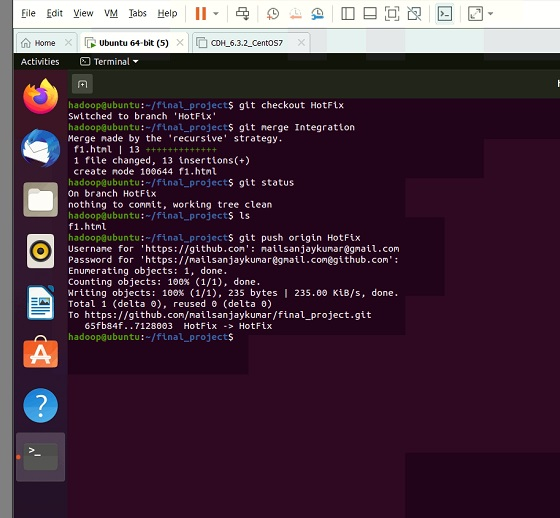 File Edit View VM Tabs Help
Home Ubuntu 64-bit (5) CDH_6.3.2_CentOS7
Activities Terminal
hadoop@ubuntu:~/final_project$ git checkout HotFix
Switched to branch 'HotFix'
hadoop@ubuntu:~/final_project$ git merge Integration
Merge made by the 'recursive' strategy.
f1.html | 13 +++++++++++++
1 file changed, 13 insertions(+)
create mode 100644 f1.html
hadoop@ubuntu:~/final_project$ git status
On branch HotFix
nothing to commit, working tree clean
hadoop@ubuntu:~/final_project$ ls
f1.html
hadoop@ubuntu:~/final_project$ git push origin HotFix
Username for 'https://github.com': mailsanjaykumar@gmail.com
Password for 'https://mailsanjaykumar@gmail.com@github.com':
Enumerating objects: 1, done.
Counting objects: 100% (1/1), done.
Writing objects: 100% (1/1), 235 bytes | 235.00 KiB/s, done.
Total 1 (delta 0), reused 0 (delta 0)
To https://github.com/mailsanjaykumar/final_project.git
65fb84f..7128003 HotFix -> HotFix
hadoop@ubuntu:~/final_project$